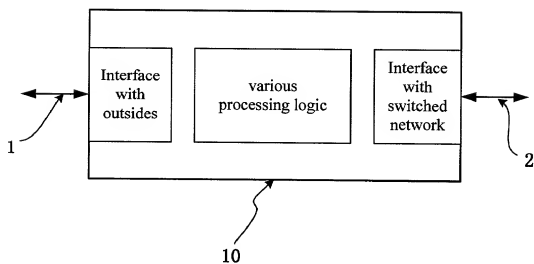 Interface
with
outsides
various
processing logic
Interface
with
switched
network
1
2
10